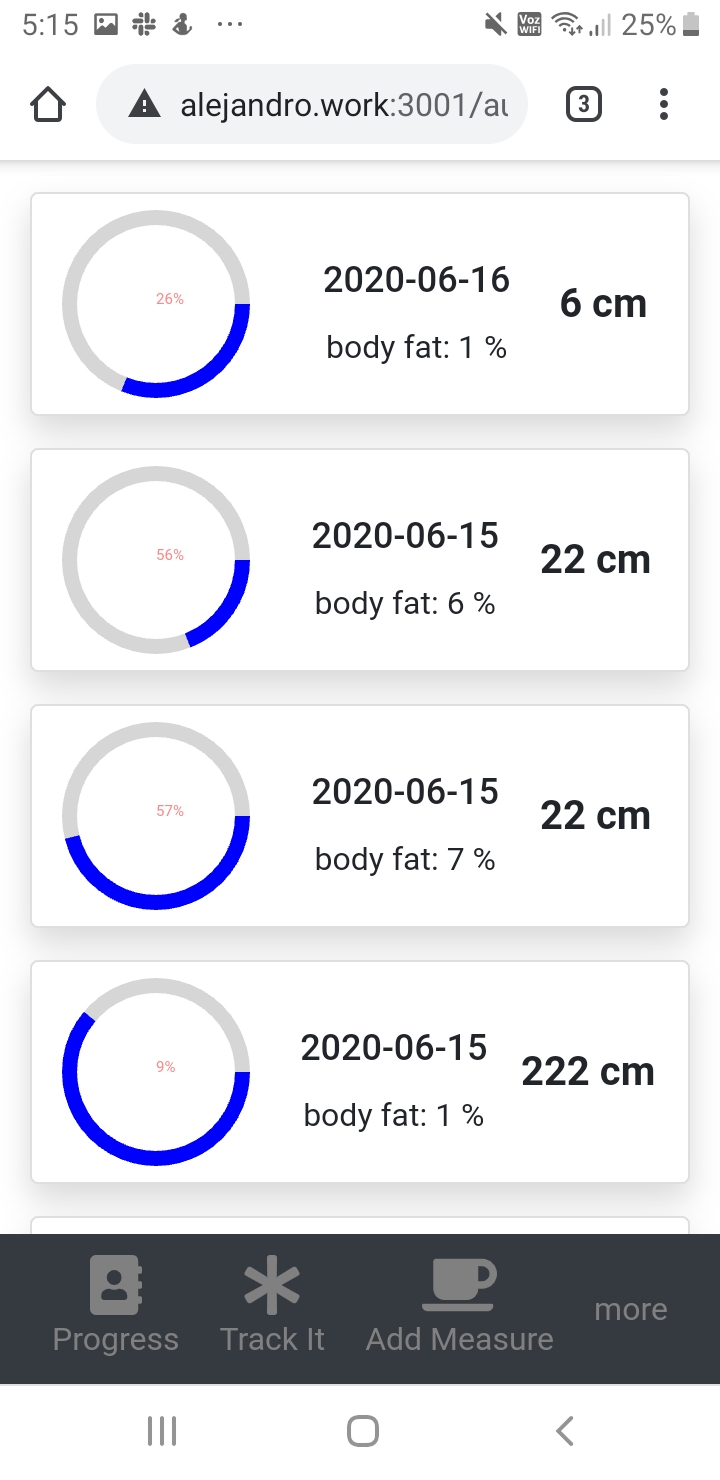 5:15
Voz
WIFI
25%
alejandro.work:3001/au
3
26%
2020-06-16
body fat: 1 %
6 cm
56%
2020-06-15
body fat: 6 %
22 cm
57%
2020-06-15
body fat: 7 %
22 cm
9%
2020-06-15
body fat: 1 %
222 cm
Progress
Track It
Add Measure
more